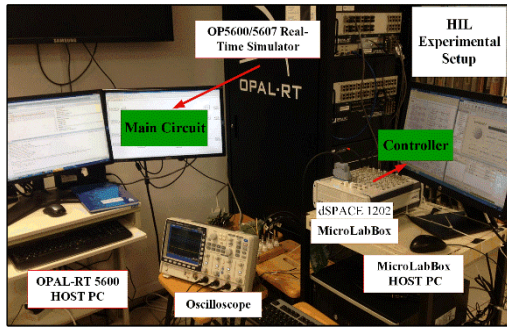 OP5600/5607 Real-
Time Simulator
HIL
Experimental
Setup
OPAL-RT
Main Circuit
Controller
dSPACE 1202
MicroLabBox
OPAL-RT 5600
HOST PC
Oscilloscope
MicroLabBox
HOST PC